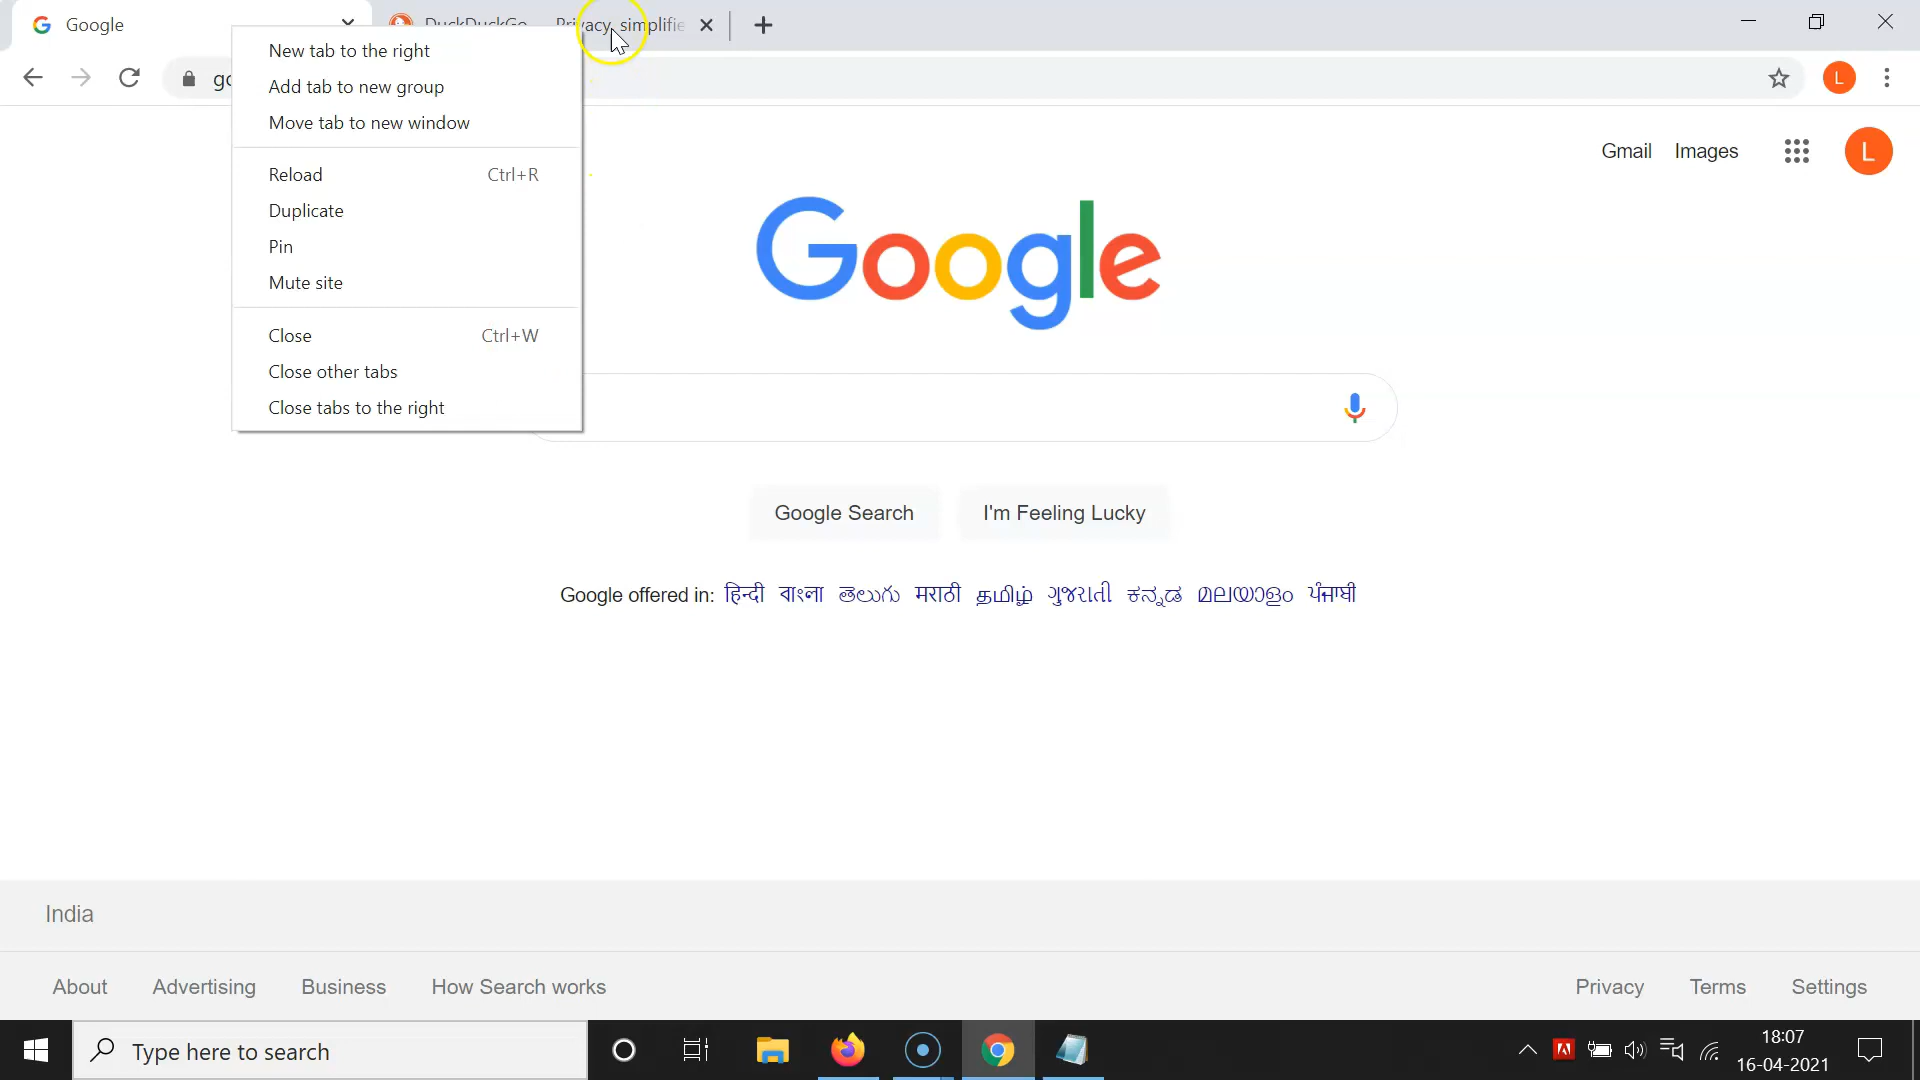 Google
DuckDuckGo — Privacy, simplifie
New tab to the right
Add tab to new group
Move tab to new window
Reload Ctrl+R
Duplicate
Pin
Mute site
Close Ctrl+W
Close other tabs
Close tabs to the right
L
Gmail Images L
Google
Google Search I'm Feeling Lucky
Google offered in: हिन्दी বাংলা తెలుగు मराठी தமிழ் ગુજરાતી ಕನ್ನಡ മലയാളം ਪੰਜਾਬੀ
India
About Advertising Business How Search works Privacy Terms Settings
Type here to search
18:07
16-04-2021